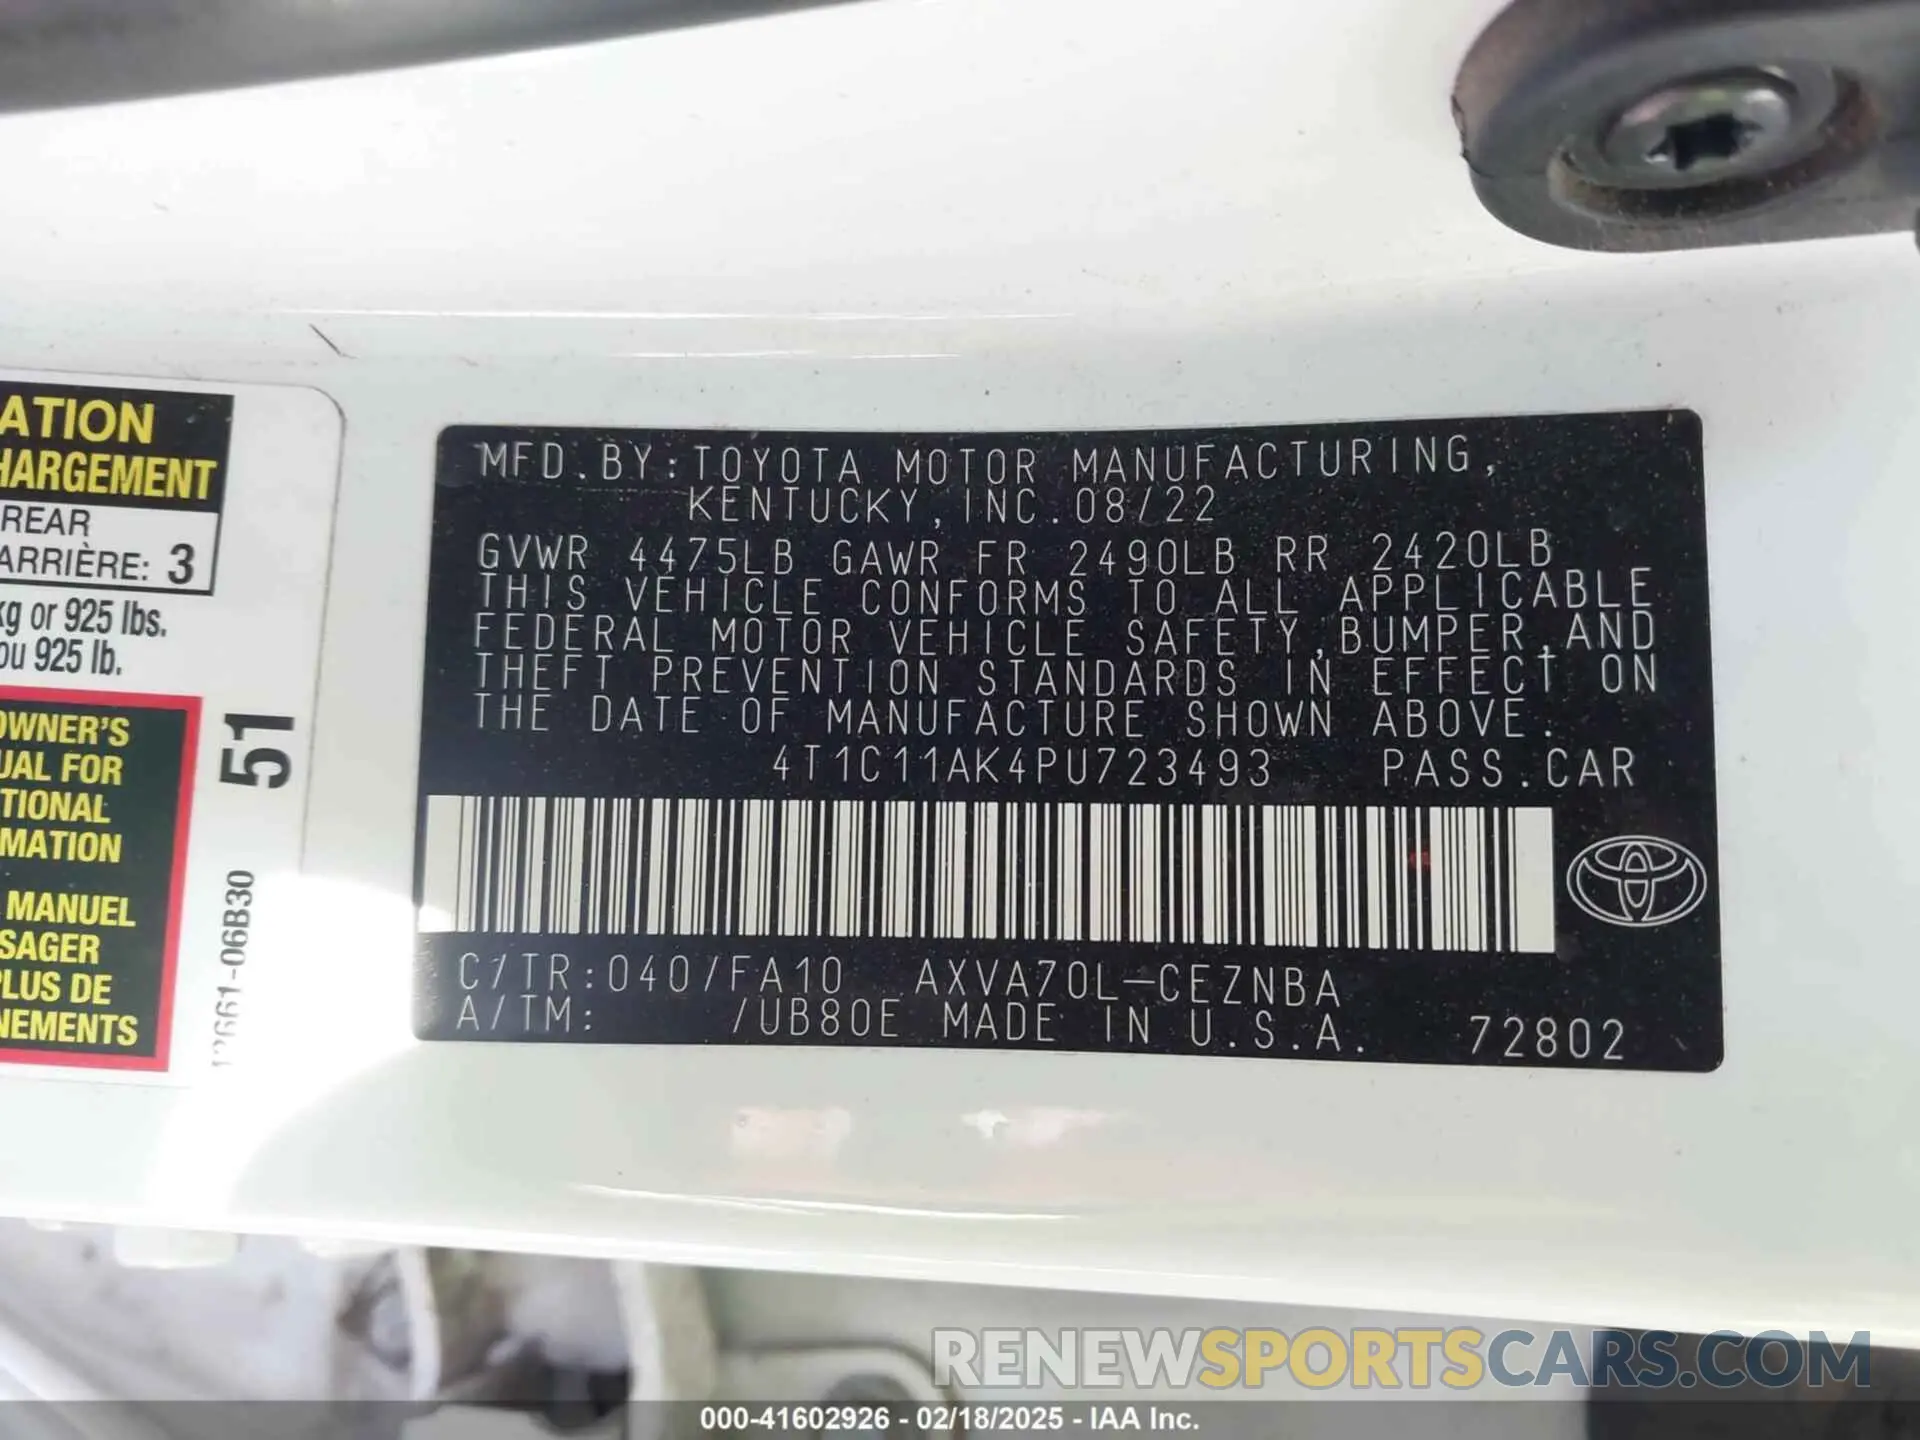 ATION
HARGEMENT
REAR
ARRIÈRE: 3
kg or 925 lbs.
ou 925 lb.
OWNER'S
UAL FOR
TIONAL
MATION
MANUEL
SAGER
PLUS DE
NEMENTS
51
12661-06B30
MFD.BY:TOYOTA MOTOR MANUFACTURING,
KENTUCKY,INC.08/22
GVWR 4475LB GAWR FR 2490LB RR 2420LB
THIS VEHICLE CONFORMS TO ALL APPLICABLE
FEDERAL MOTOR VEHICLE SAFETY,BUMPER,AND
THEFT PREVENTION STANDARDS IN EFFECT ON
THE DATE OF MANUFACTURE SHOWN ABOVE.
4T1C11AK4PU723493 PASS.CAR
C/TR:040/FA10 AXVA70L-CEZNBA
A/TM: /UB80E MADE IN U.S.A. 72802
RENEWSPORTSCARS.COM
000-41602926 - 02/18/2025 - IAA Inc.